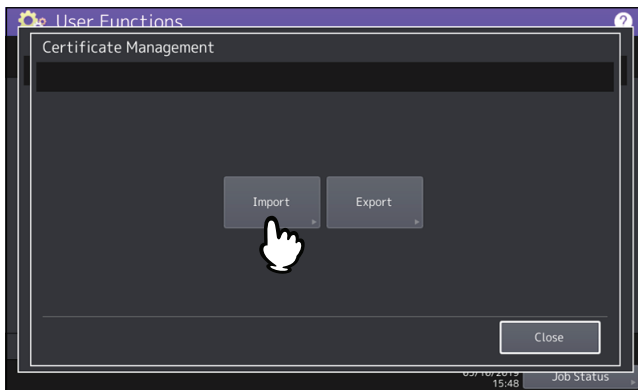 User Functions
?
Certificate Management
Import
Export
Close
15:48
Job Status